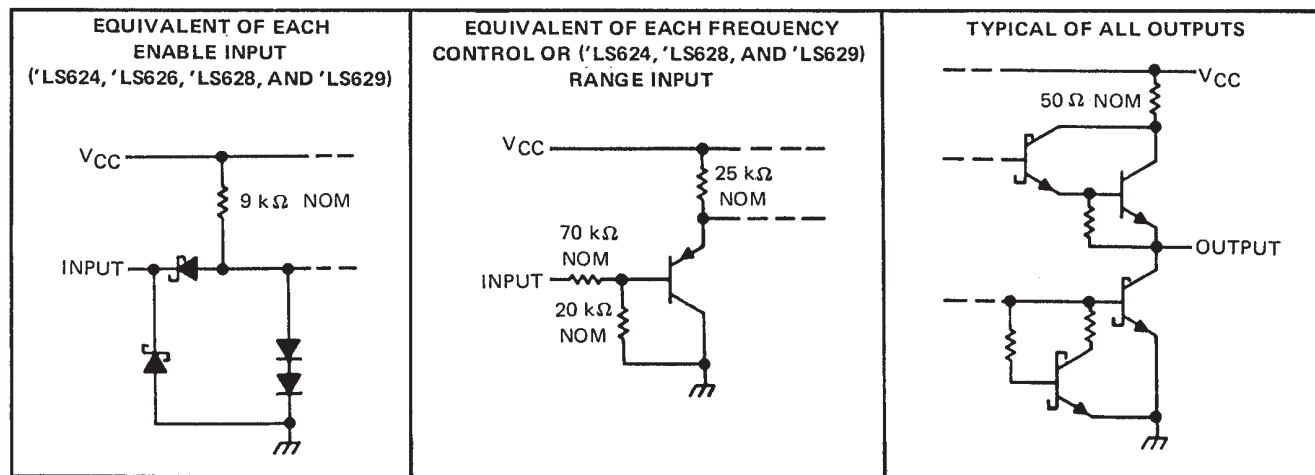 EQUIVALENT OF EACH
ENABLE INPUT
('LS624, 'LS626, 'LS628, AND 'LS629)
VCC
9 kΩ NOM
INPUT
EQUIVALENT OF EACH FREQUENCY
CONTROL OR ('LS624, 'LS628, AND 'LS629)
RANGE INPUT
VCC
25 kΩ
NOM
70 kΩ
NOM
INPUT
20 kΩ
NOM
TYPICAL OF ALL OUTPUTS
VCC
50 Ω NOM
OUTPUT